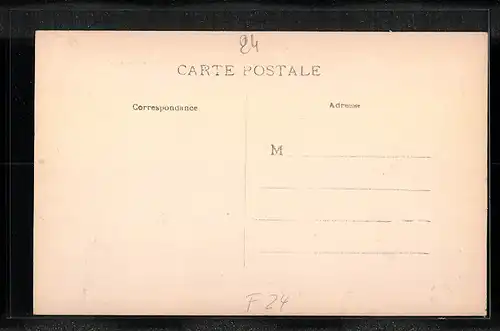 24
CARTE POSTALE
Correspondance
Adresse
M
F 24